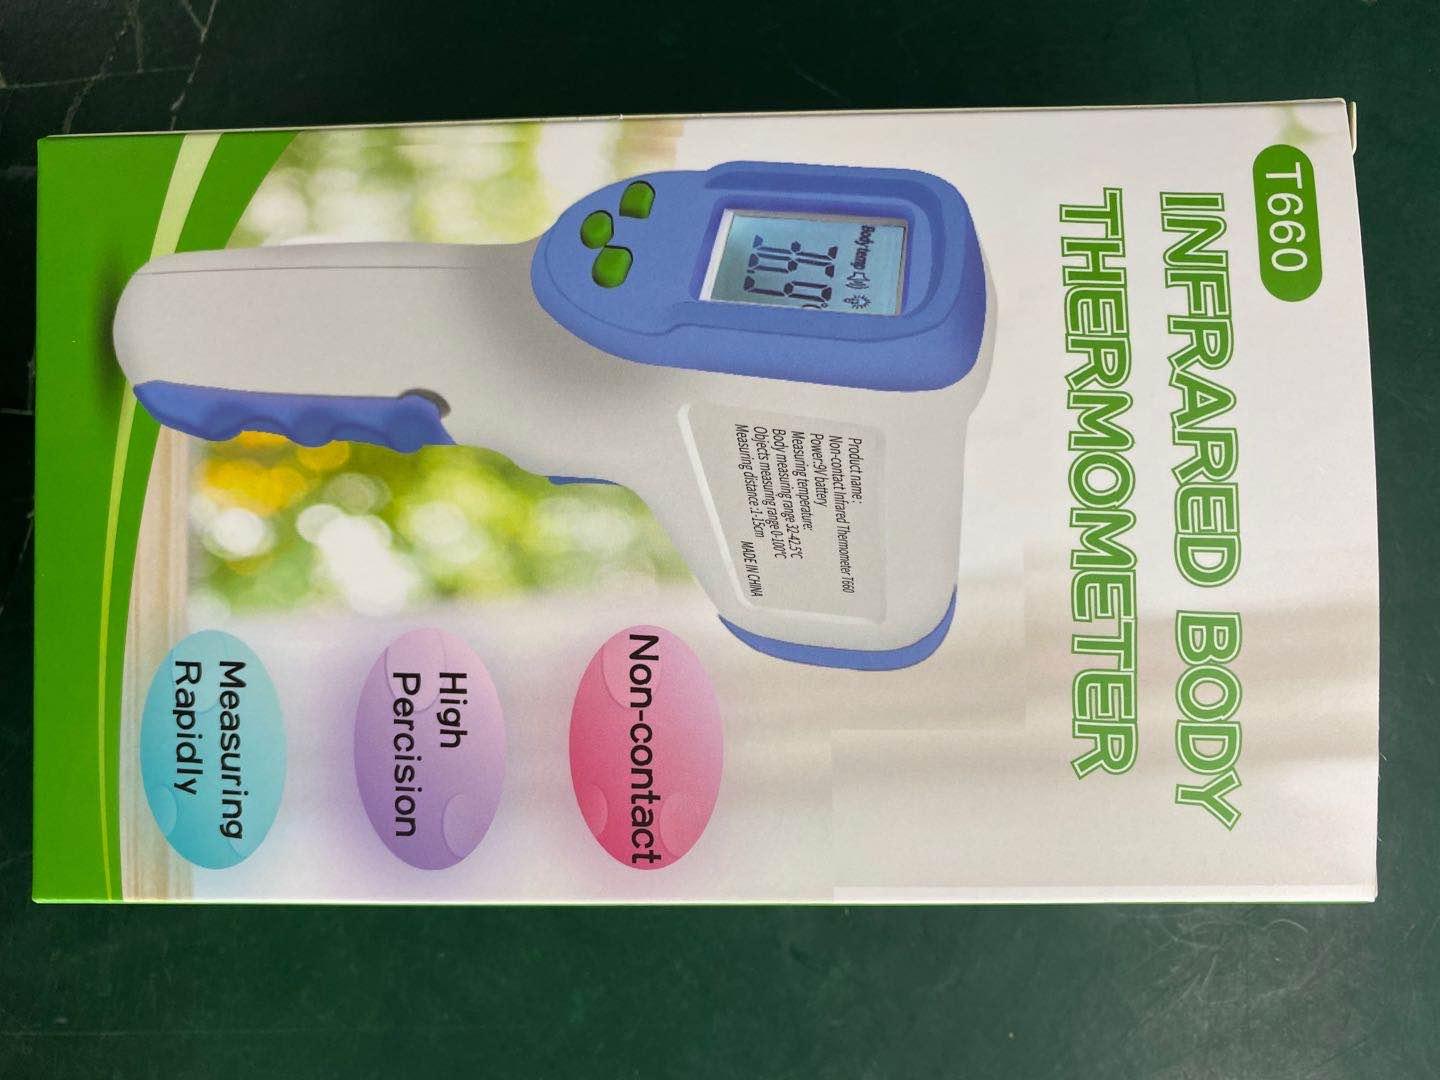 T660
INFRARED BODY
THERMOMETER
Body temp
Product name :
Non-contact Infrared Thermometer T660
Power:9V battery
Measuring temperature:
Body measuring range 32-42.5℃
Objects measuring range 0-100℃
Measuring distance :1-15cm MADE IN CHINA
Non-contact
High
Percision
Measuring
Rapidly